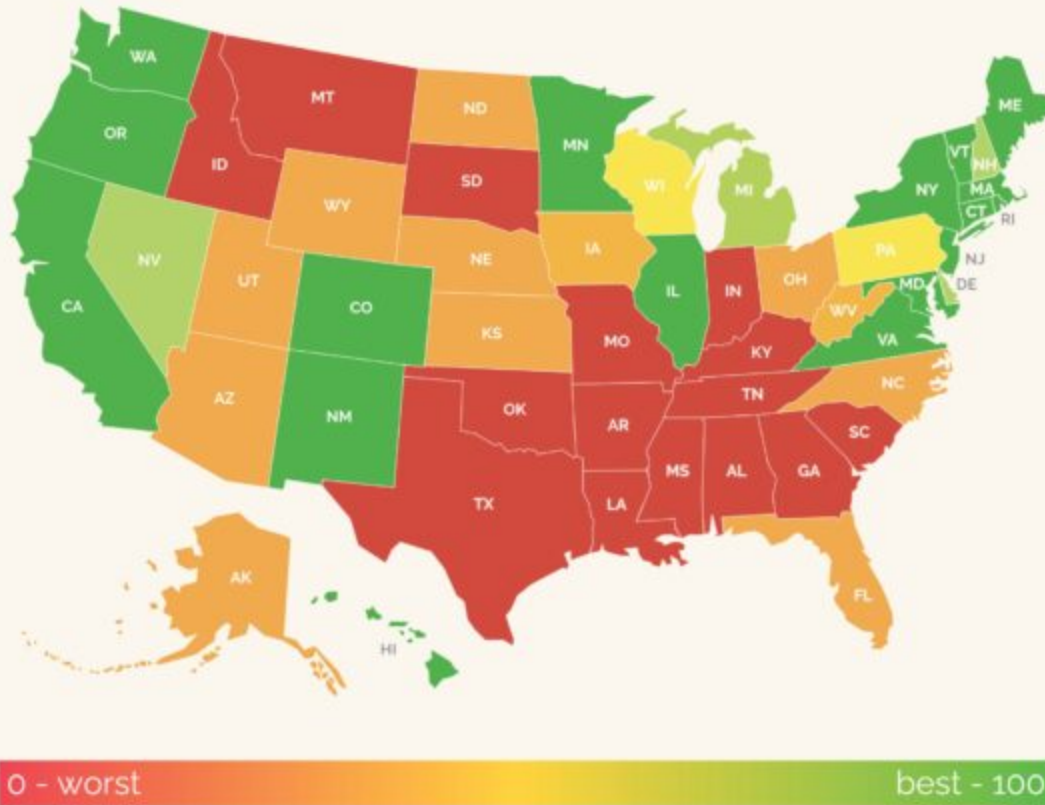 WA
MT
ND
MN
ME
OR
ID
SD
WI
MI
VT
NH
NY
MA
CT
RI
WY
IA
NE
PA
NJ
NV
UT
CO
IL
IN
OH
MD
DE
CA
KS
MO
WV
VA
KY
AZ
NM
OK
AR
TN
NC
SC
TX
LA
MS
AL
GA
AK
FL
HI
0 - worst
best - 100